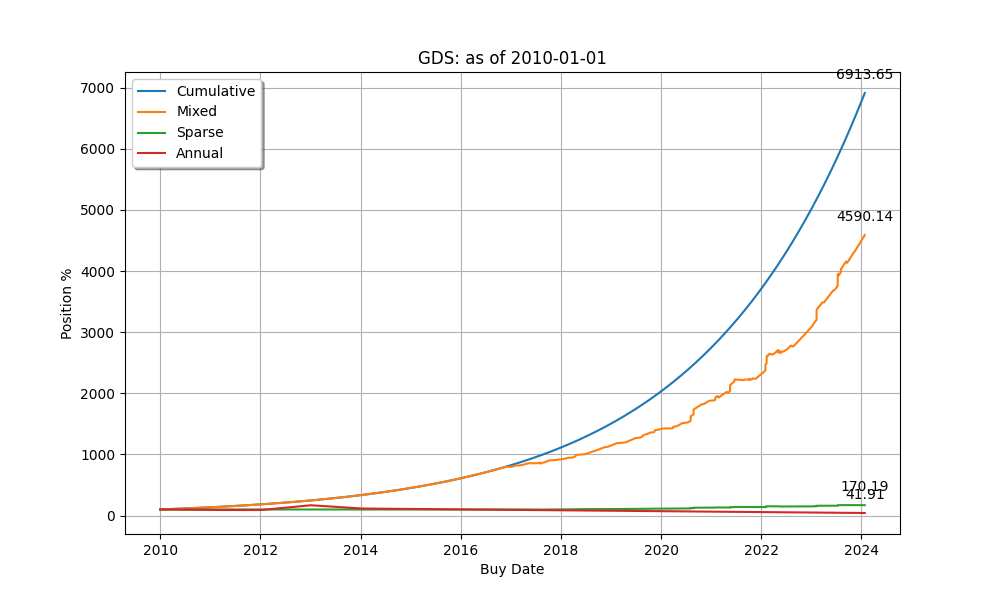 GDS: as of 2010-01-01
6913.65
7000
Cumulative
Mixed
Sparse
Annual
6000
5000
4590.14
4000
Position %
3000
2000
1000
170.19
41.91
0
2010 2012 2014 2016 2018 2020 2022 2024
Buy Date